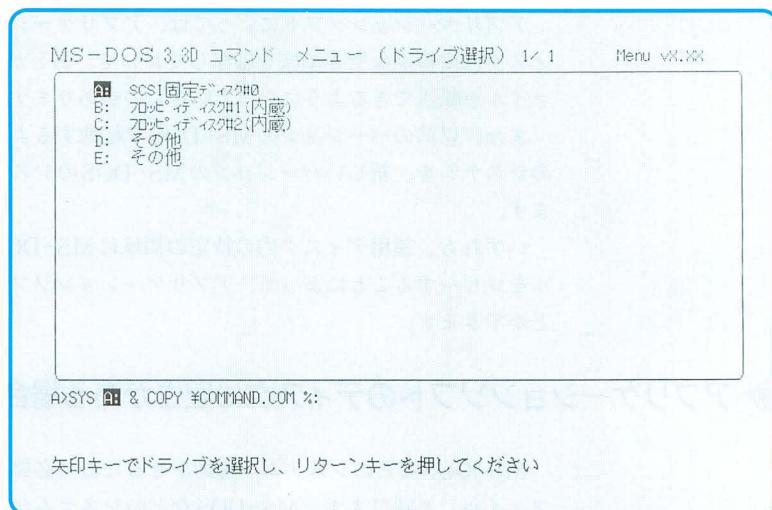 MS-DOS 3.3D コマンド メニュー (ドライブ選択) 1/1 Menu vX.XX
A: SCSI固定ディスク#0
B: フロッピィディスク#1(内蔵)
C: フロッピィディスク#2(内蔵)
D: その他
E: その他
A>SYS A: & COPY ¥COMMAND.COM %:
矢印キーでドライブを選択し、リターンキーを押してください